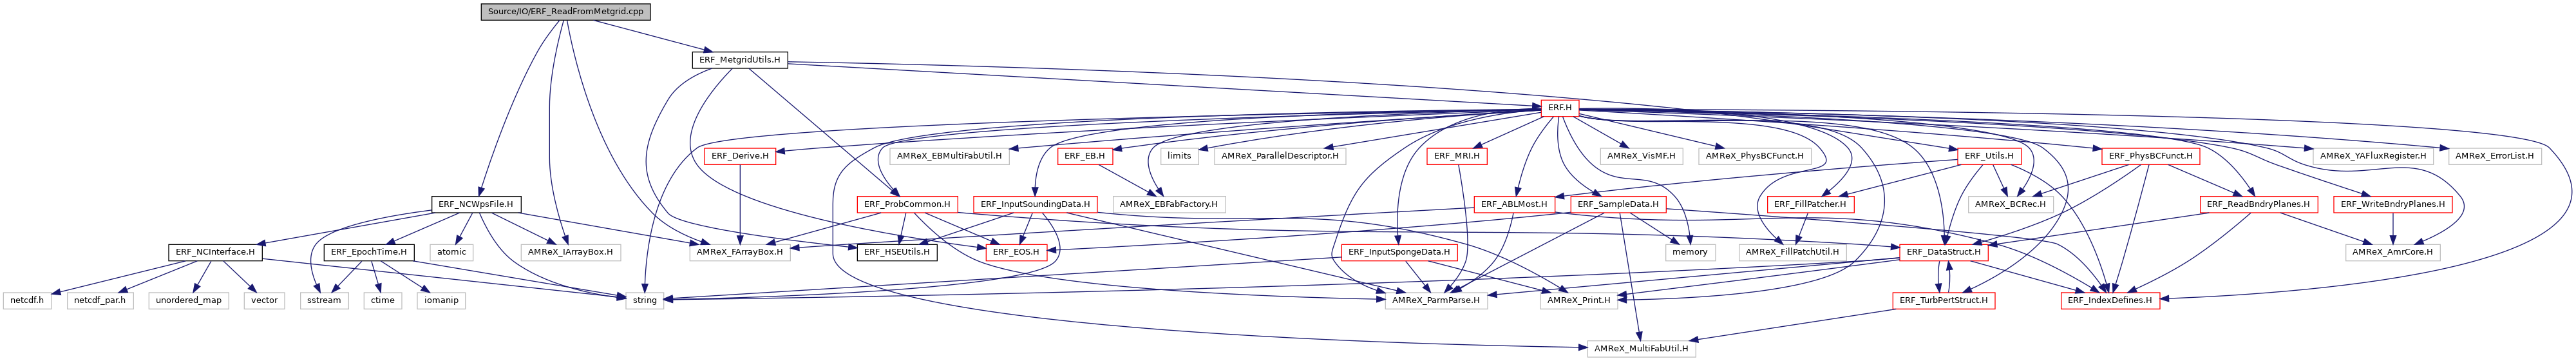 Source/IO/ERF_ReadFromMetgrid.cpp
ERF_MetgridUtils.H
ERF.H
ERF_Derive.H
AMReX_EBMultiFabUtil.H
ERF_EB.H
limits
AMReX_ParallelDescriptor.H
ERF_MRI.H
AMReX_VisMF.H
AMReX_PhysBCFunct.H
ERF_Utils.H
ERF_PhysBCFunct.H
AMReX_YAFluxRegister.H
AMReX_ErrorList.H
ERF_NCWpsFile.H
ERF_ProbCommon.H
ERF_InputSoundingData.H
AMReX_EBFabFactory.H
ERF_ABLMost.H
ERF_SampleData.H
ERF_FillPatcher.H
AMReX_BCRec.H
ERF_ReadBndryPlanes.H
ERF_WriteBndryPlanes.H
ERF_NCInterface.H
ERF_EpochTime.H
atomic
AMReX_IArrayBox.H
AMReX_FArrayBox.H
ERF_HSEUtils.H
ERF_EOS.H
ERF_InputSpongeData.H
memory
AMReX_FillPatchUtil.H
ERF_DataStruct.H
AMReX_AmrCore.H
netcdf.h
netcdf_par.h
unordered_map
vector
sstream
ctime
iomanip
string
AMReX_ParmParse.H
AMReX_Print.H
ERF_TurbPertStruct.H
ERF_IndexDefines.H
AMReX_MultiFabUtil.H